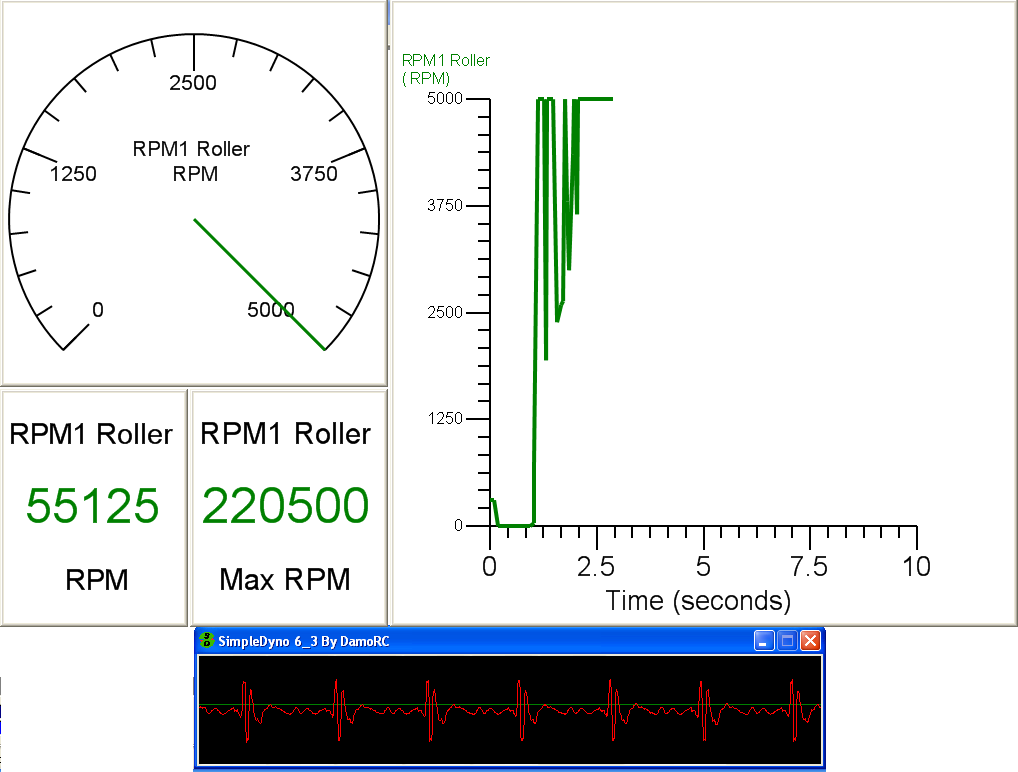 2500
RPM1 Roller
RPM
1250
3750
0
5000
RPM1 Roller
55125
RPM
RPM1 Roller
220500
Max RPM
RPM1 Roller
(RPM)
5000
3750
2500
1250
0
0 2.5 5 7.5 10
Time (seconds)
SimpleDyno 6_3 By DamoRC